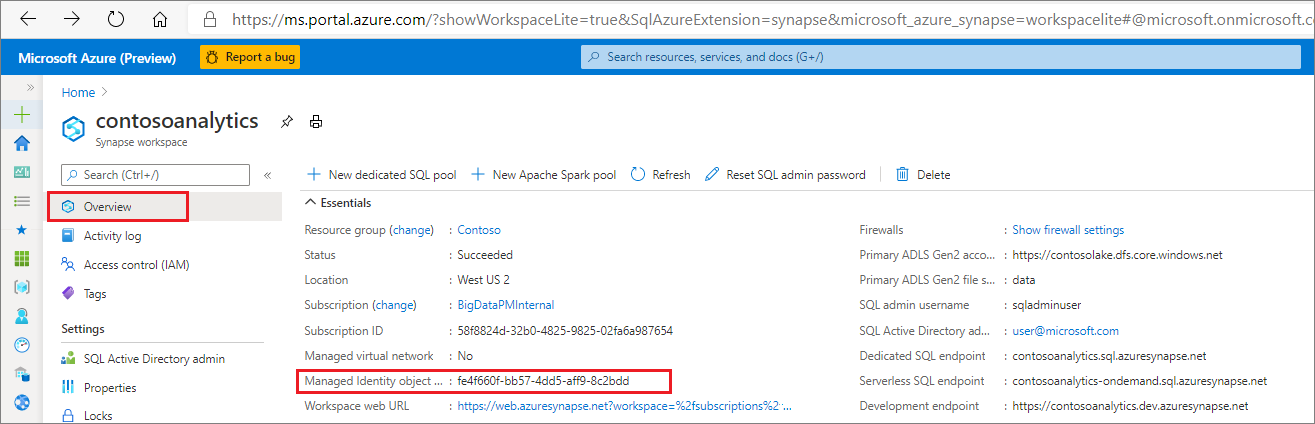 https://ms.portal.azure.com/?showWorkspaceLite=true&SqlAzureExtension=synapse&microsoft_azure_synapse=workspacelite#@microsoft.onmicrosoft.c
Microsoft Azure (Preview)
Report a bug
Search resources, services, and docs (G+/)
Home
contosoanalytics
Synapse workspace
Search (Ctrl+/)
«
Overview
Activity log
Access control (IAM)
Tags
Settings
SQL Active Directory admin
Properties
Locks
New dedicated SQL pool
New Apache Spark pool
Refresh
Reset SQL admin password
Delete
Essentials
Resource group (change) : Contoso
Status : Succeeded
Location : West US 2
Subscription (change) : BigDataPMInternal
Subscription ID : 58f8824d-32b0-4825-9825-02fa6a987654
Managed virtual network : No
Managed Identity object ... : fe4f660f-bb57-4dd5-aff9-8c2bdd
Workspace web URL : https://web.azuresynapse.net?workspace=%2fsubscriptions%2···
Firewalls : Show firewall settings
Primary ADLS Gen2 acco... : https://contosolake.dfs.core.windows.net
Primary ADLS Gen2 file s... : data
SQL admin username : sqladminuser
SQL Active Directory ad... : user@microsoft.com
Dedicated SQL endpoint : contosoanalytics.sql.azuresynapse.net
Serverless SQL endpoint : contosoanalytics-ondemand.sql.azuresynapse.net
Development endpoint : https://contosoanalytics.dev.azuresynapse.net